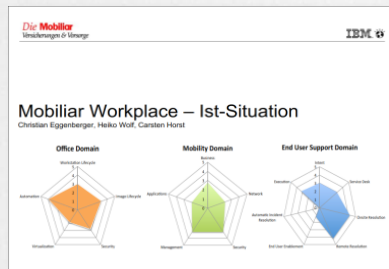 Die Mobiliar
Versicherungen & Vorsorge
IBM
Mobiliar Workplace – Ist-Situation
Christian Eggenberger, Heiko Wolf, Carsten Horst
Office Domain
Workstation Lifecycle
Image Lifecycle
Security
Virtualization
Automation
Mobility Domain
Business
Network
Security
Management
Applications
End User Support Domain
Service Desk
Onsite Resolution
Remote Resolution
End User Enablement
Automatic Incident
Resolution
Execution